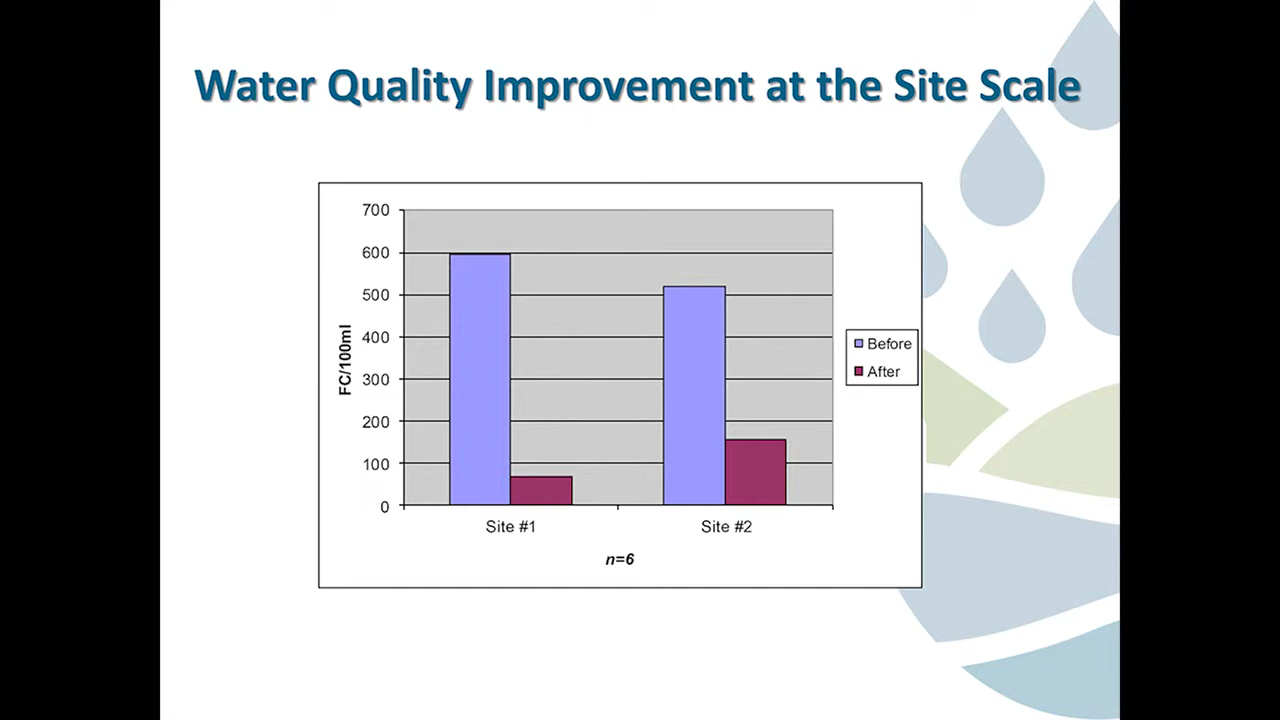 Water Quality Improvement at the Site Scale
700
600
500
400
300
200
100
0
FC/100ml
Site #1
Site #2
n=6
Before
After